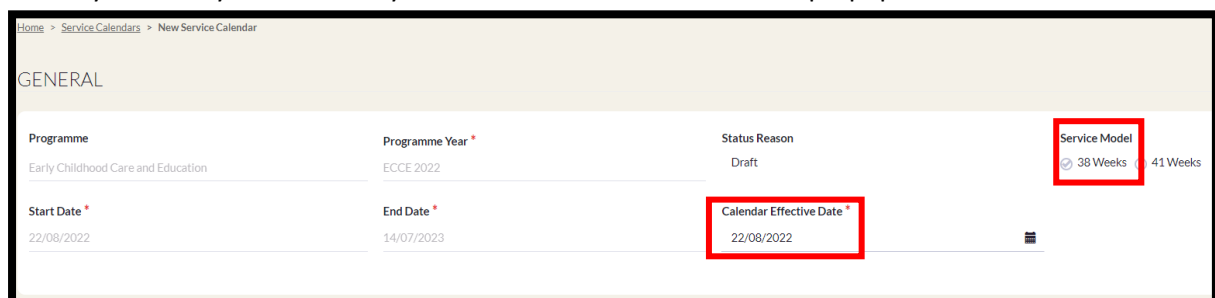 Home > Service Calendars > New Service Calendar
GENERAL
Programme Programme Year * Status Reason Service Model
Early Childhood Care and Education ECCE 2022 Draft 38 Weeks 41 Weeks
Start Date * End Date * Calendar Effective Date *
22/08/2022 14/07/2023 22/08/2022